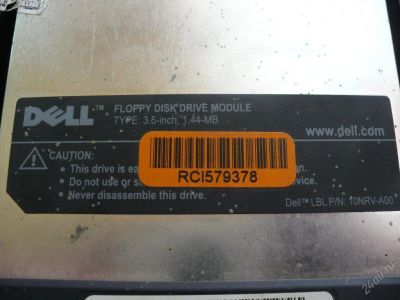 DELL™
FLOPPY DISK DRIVE MODULE
TYPE: 3.5-inch, 1.44-MB
www.dell.com
CAUTION:
• This drive is
RCI579378
• Do not use or
Never disassemble this drive.
Dell™ LBL P/N: 10NRV-A00